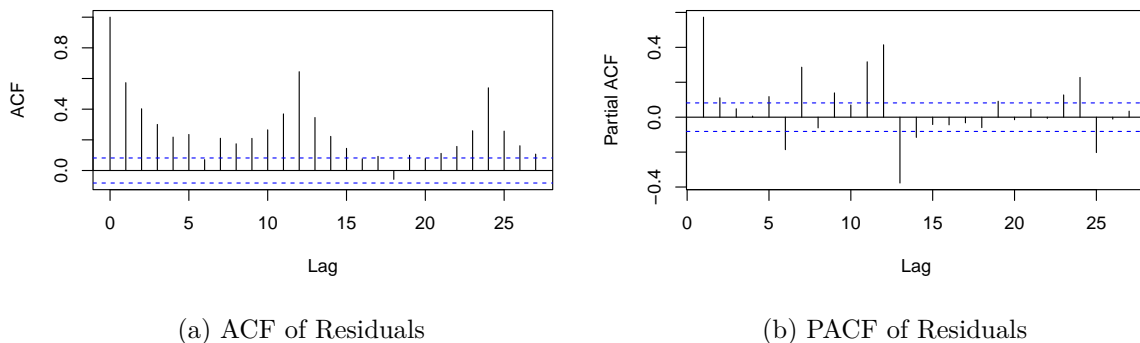 ACF
0.0 0.4 0.8
0 5 10 15 20 25
Lag
(a) ACF of Residuals
Partial ACF
−0.4 0.0 0.4
0 5 10 15 20 25
Lag
(b) PACF of Residuals